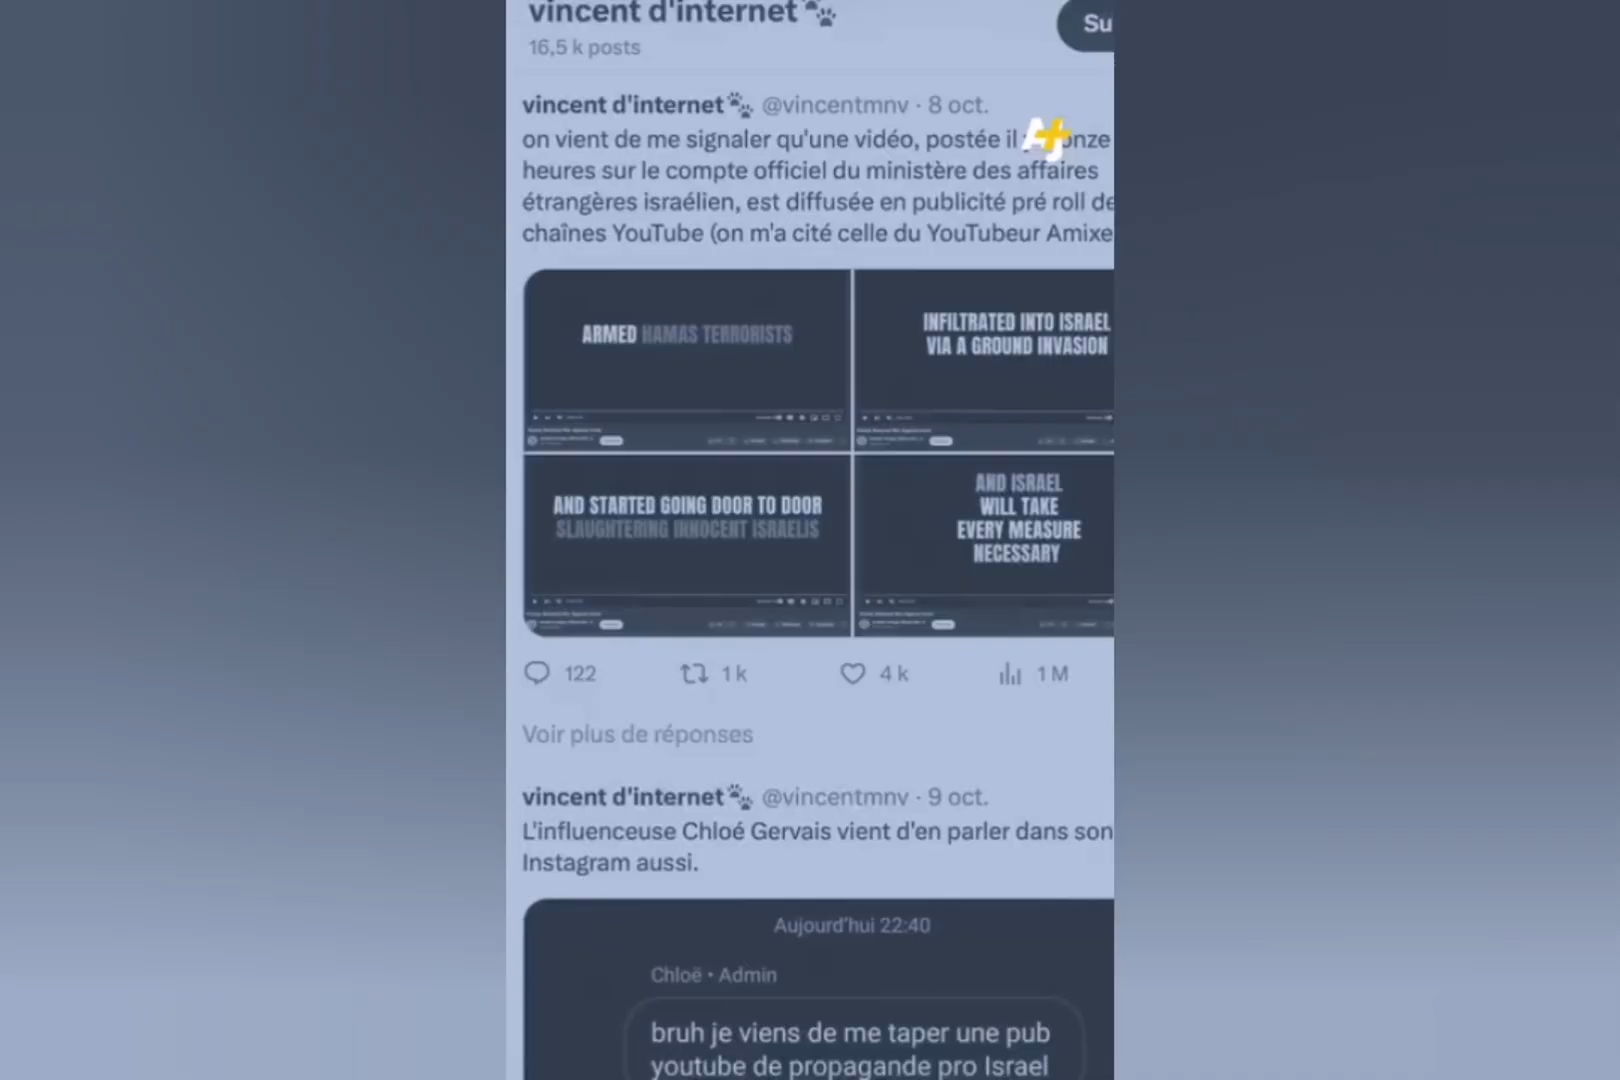 vincent d'internet
16,5 k posts
Su
vincent d'internet @vincentmnv · 8 oct.
on vient de me signaler qu'une vidéo, postée il y onze
heures sur le compte officiel du ministère des affaires
étrangères israélien, est diffusée en publicité pré roll de
chaînes YouTube (on m'a cité celle du YouTubeur Amixe
ARMED HAMAS TERRORISTS
INFILTRATED INTO ISRAEL
VIA A GROUND INVASION
AND STARTED GOING DOOR TO DOOR
SLAUGHTERING INNOCENT ISRAELIS
AND ISRAEL
WILL TAKE
EVERY MEASURE
NECESSARY
122 1 k 4 k 1 M
Voir plus de réponses
vincent d'internet @vincentmnv · 9 oct.
L'influenceuse Chloé Gervais vient d'en parler dans son
Instagram aussi.
Aujourd'hui 22:40
Chloë • Admin
bruh je viens de me taper une pub
youtube de propagande pro Israel